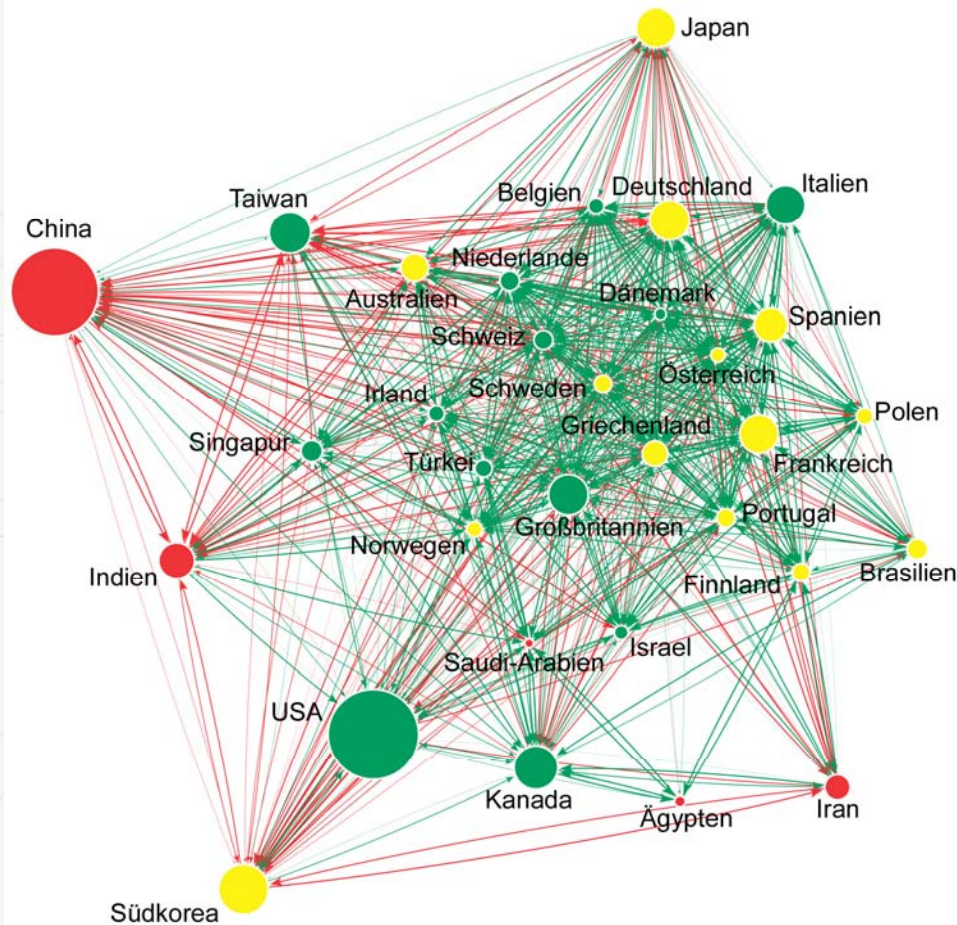 Japan
Deutschland
Italien
Belgien
Taiwan
China
Niederlande
Australien
Dänemark
Spanien
Schweiz
Österreich
Schweden
Irland
Polen
Griechenland
Singapur
Türkei
Frankreich
Portugal
Großbritannien
Norwegen
Indien
Finnland
Brasilien
Israel
Saudi-Arabien
USA
Kanada
Ägypten
Iran
Südkorea